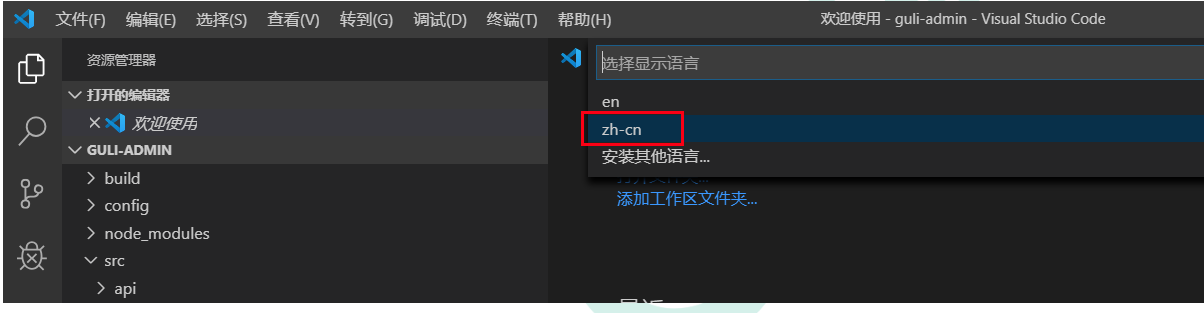 文件(F) 编辑(E) 选择(S) 查看(V) 转到(G) 调试(D) 终端(T) 帮助(H) 欢迎使用 - guli-admin - Visual Studio Code
资源管理器
打开的编辑器
欢迎使用
GULI-ADMIN
build
config
node_modules
src
api
选择显示语言
en
zh-cn
安装其他语言...
添加工作区文件夹...